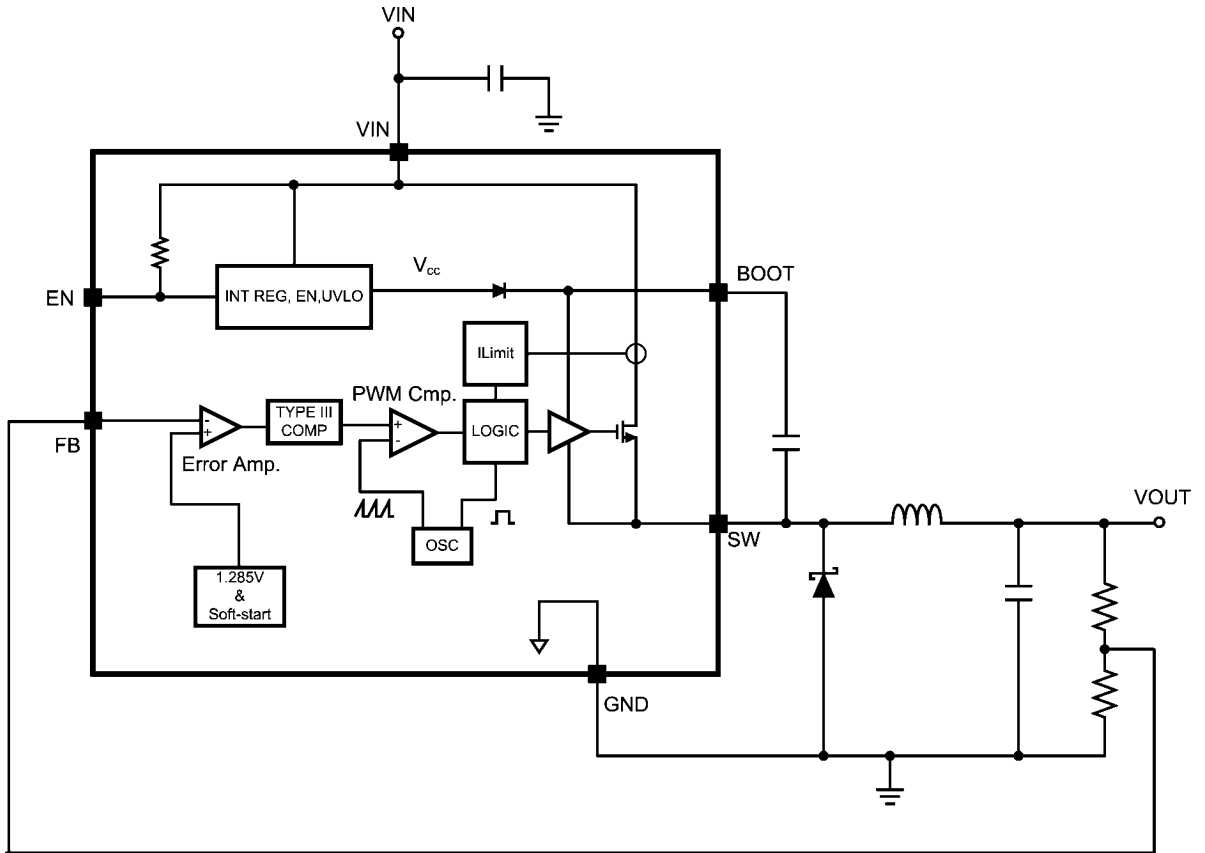 VIN
VIN
V_cc
BOOT
EN
INT REG, EN,UVLO
ILimit
PWM Cmp.
TYPE III
COMP
+
-
LOGIC
-
+
FB
Error Amp.
VOUT
SW
OSC
1.285V
&
Soft-start
GND